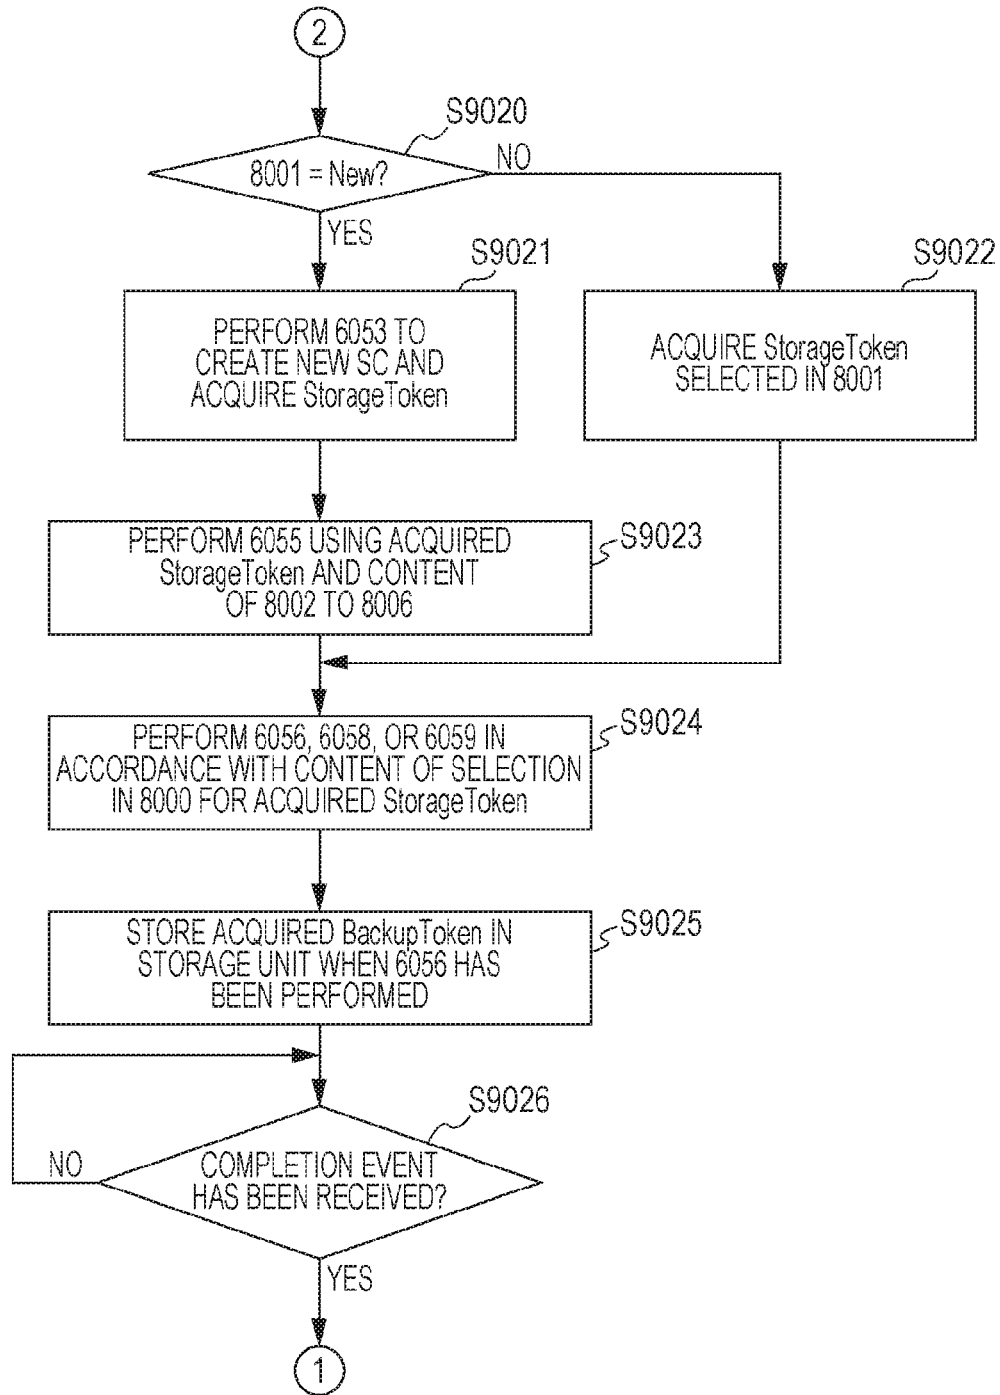 2
S9020
8001 = New?
NO
YES
S9021
PERFORM 6053 TO
CREATE NEW SC AND
ACQUIRE StorageToken
S9022
ACQUIRE StorageToken
SELECTED IN 8001
S9023
PERFORM 6055 USING ACQUIRED
StorageToken AND CONTENT
OF 8002 TO 8006
S9024
PERFORM 6056, 6058, OR 6059 IN
ACCORDANCE WITH CONTENT OF SELECTION
IN 8000 FOR ACQUIRED StorageToken
S9025
STORE ACQUIRED BackupToken IN
STORAGE UNIT WHEN 6056 HAS
BEEN PERFORMED
S9026
COMPLETION EVENT
HAS BEEN RECEIVED?
NO
YES
1